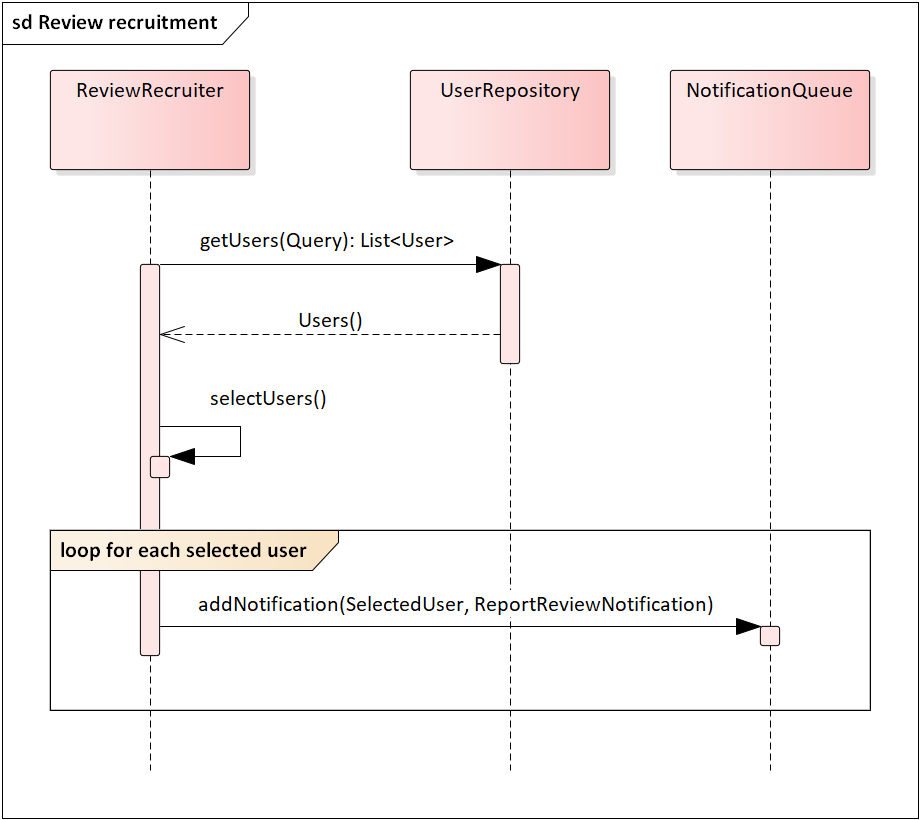 sd Review recruitment
ReviewRecruiter
UserRepository
NotificationQueue
getUsers(Query): List<User>
Users()
selectUsers()
loop for each selected user
addNotification(SelectedUser, ReportReviewNotification)